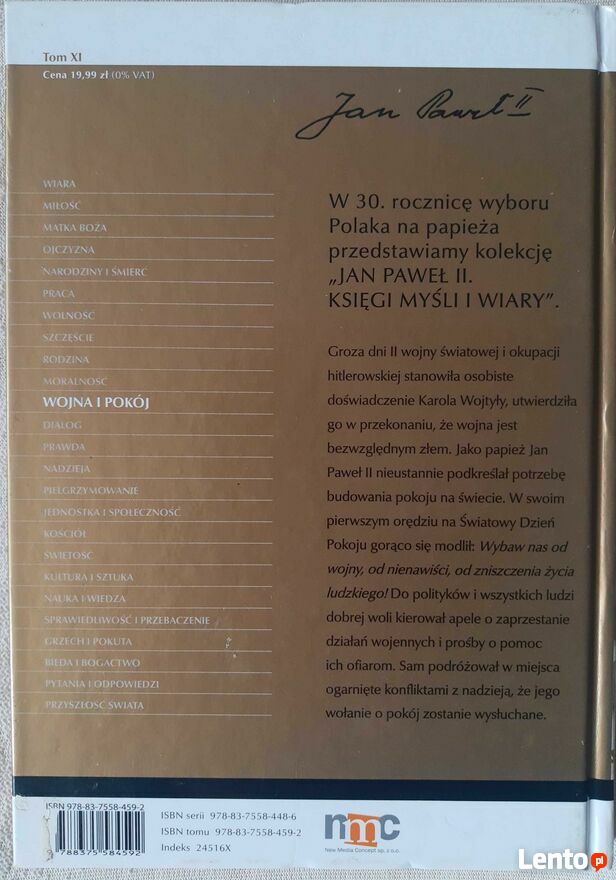 Tom XI
Cena 19,99 zł (0% VAT)
Jan Paweł II
WIARA
MIŁOŚĆ
MATKA BOŻA
OJCZYZNA
NARODZINY I ŚMIERĆ
PRACA
WOLNOŚĆ
SZCZĘŚCIE
RODZINA
MORALNOŚĆ
WOJNA I POKÓJ
DIALOG
PRAWDA
NADZIEJA
PIELGRZYMOWANIE
JEDNOSTKA I SPOŁECZNOŚĆ
KOŚCIÓŁ
ŚWIĘTOŚĆ
KULTURA I SZTUKA
NAUKA I WIEDZA
SPRAWIEDLIWOŚĆ I PRZEBACZENIE
GRZECH I POKUTA
BIEDA I BOGACTWO
PYTANIA I ODPOWIEDZI
PRZYSZŁOŚĆ ŚWIATA
W 30. rocznicę wyboru
Polaka na papieża
przedstawiamy kolekcję
„JAN PAWEŁ II.
KSIĘGI MYŚLI I WIARY”.
Groza dni II wojny światowej i okupacji
hitlerowskiej stanowiła osobiste
doświadczenie Karola Wojtyły, utwierdziła
go w przekonaniu, że wojna jest
bezwzględnym złem. Jako papież Jan
Paweł II nieustannie podkreślał potrzebę
budowania pokoju na świecie. W swoim
pierwszym orędziu na Światowy Dzień
Pokoju gorąco się modlił: Wybaw nas od
wojny, od nienawiści, od zniszczenia życia
ludzkiego! Do polityków i wszystkich ludzi
dobrej woli kierował apele o zaprzestanie
działań wojennych i prośby o pomoc
ich ofiarom. Sam podróżował w miejsca
ogarnięte konfliktami z nadzieją, że jego
wołanie o pokój zostanie wysłuchane.
ISBN 978-83-7558-459-2
9 788375 584592
ISBN serii 978-83-7558-448-6
ISBN tomu 978-83-7558-459-2
Indeks 24516X
nmc
New Media Concept sp. z o.o.
Lento.pl